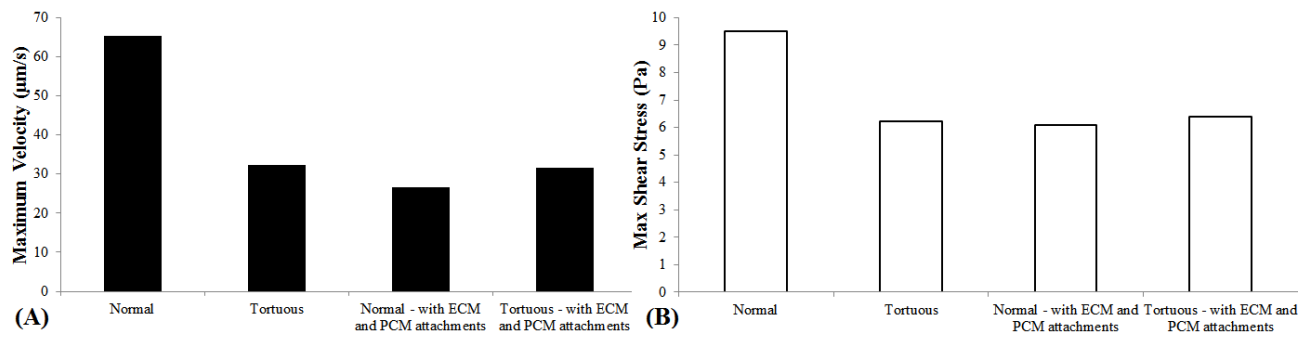 Maximum Velocity (μm/s)
70
60
50
40
30
20
10
0
Normal
Tortuous
Normal - with ECM
and PCM attachments
Tortuous - with ECM
and PCM attachments
(A)
Max Shear Stress (Pa)
10
9
8
7
6
5
4
3
2
1
0
Normal
Tortuous
Normal - with ECM and
PCM attachments
Tortuous - with ECM and
PCM attachments
(B)